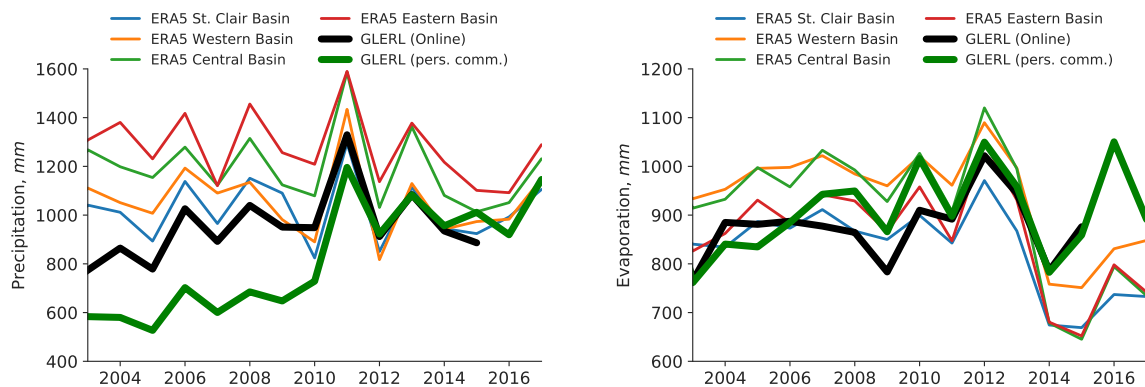 ERA5 St. Clair Basin
ERA5 Western Basin
ERA5 Central Basin
ERA5 Eastern Basin
GLERL (Online)
GLERL (pers. comm.)
Precipitation, mm
1600
1400
1200
1000
800
600
400
2004 2006 2008 2010 2012 2014 2016
ERA5 St. Clair Basin
ERA5 Western Basin
ERA5 Central Basin
ERA5 Eastern Basin
GLERL (Online)
GLERL (pers. comm.)
Evaporation, mm
1200
1100
1000
900
800
700
600
2004 2006 2008 2010 2012 2014 2016